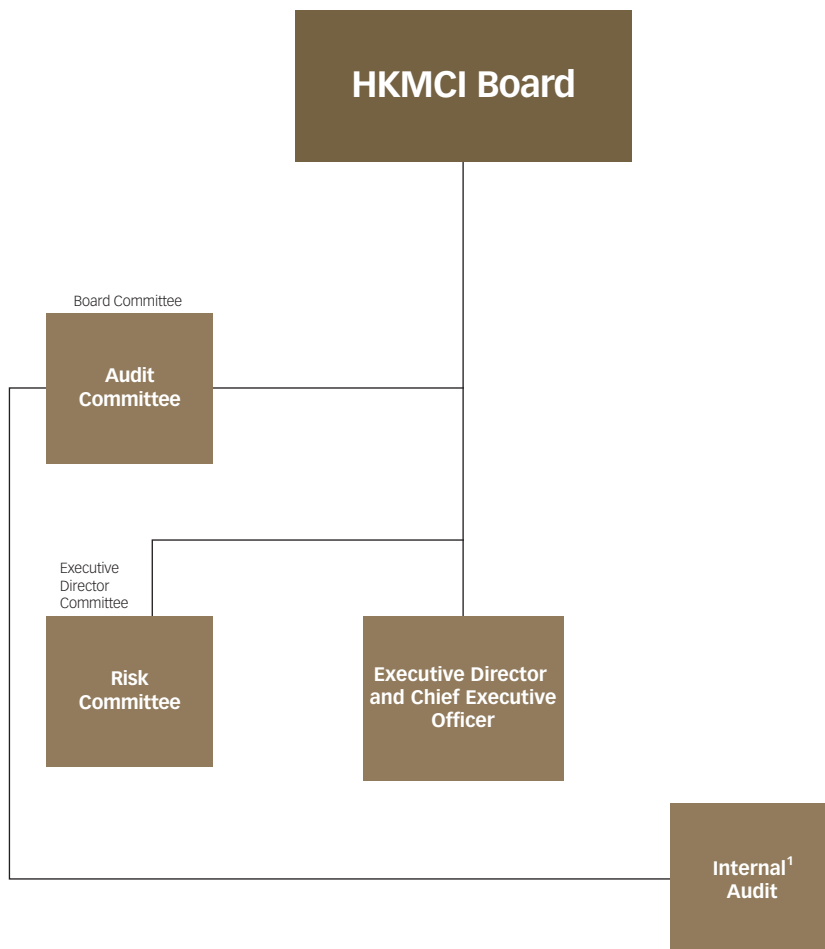 HKMCI Board
Board Committee
Audit
Committee
Executive
Director
Committee
Risk
Committee
Executive Director
and Chief Executive
Officer
Internal¹
Audit